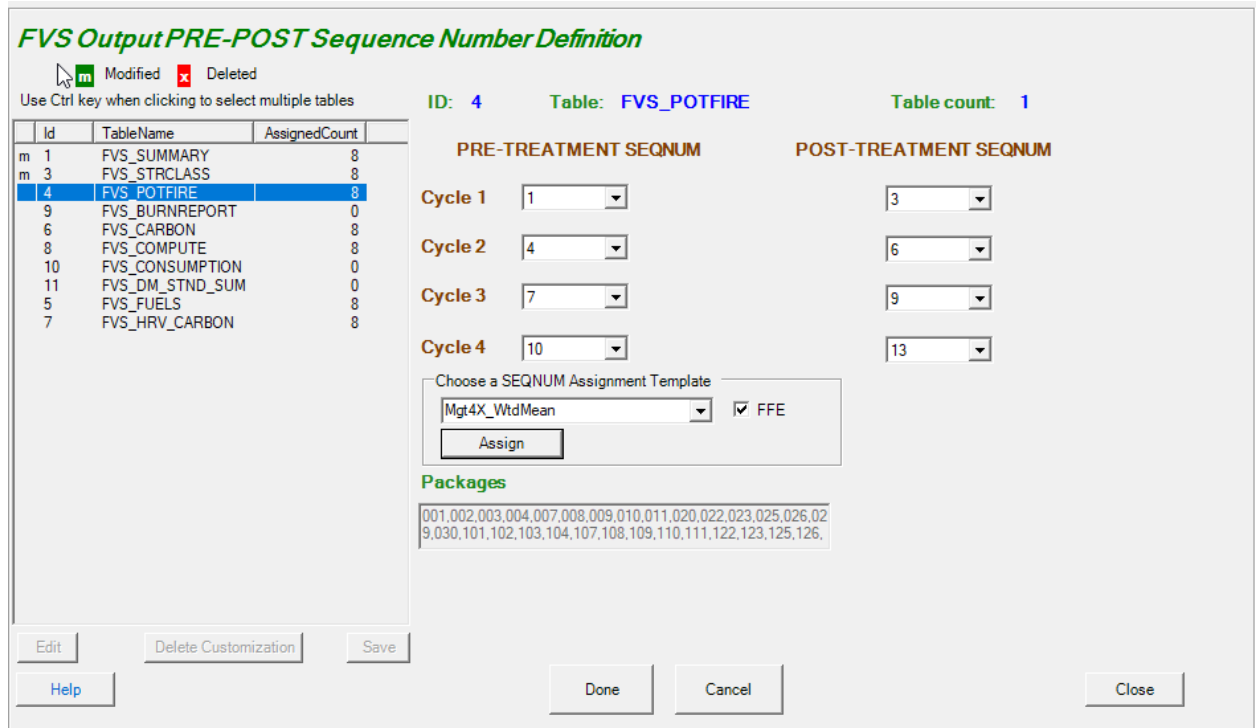 FVS Output PRE-POST Sequence Number Definition
m Modified x Deleted
Use Ctrl key when clicking to select multiple tables
ID: 4 Table: FVS_POTFIRE Table count: 1
Id TableName AssignedCount
m 1 FVS_SUMMARY 8
m 3 FVS_STRCLASS 8
4 FVS_POTFIRE 8
9 FVS_BURNREPORT 0
6 FVS_CARBON 8
8 FVS_COMPUTE 8
10 FVS_CONSUMPTION 0
11 FVS_DM_STND_SUM 0
5 FVS_FUELS 8
7 FVS_HRV_CARBON 8
PRE-TREATMENT SEQNUM POST-TREATMENT SEQNUM
Cycle 1 1 3
Cycle 2 4 6
Cycle 3 7 9
Cycle 4 10 13
Choose a SEQNUM Assignment Template
Mgt4X_WtdMean FFE
Assign
Packages
001,002,003,004,007,008,009,010,011,020,022,023,025,026,02
9,030,101,102,103,104,107,108,109,110,111,122,123,125,126,
Edit Delete Customization Save
Help Done Cancel Close